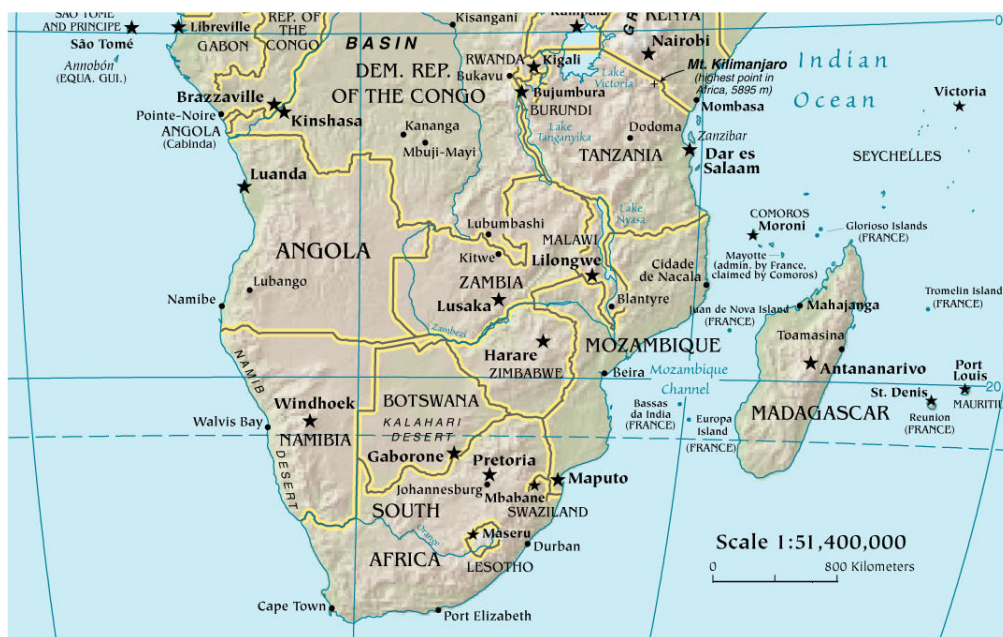 SAO TOME
AND PRINCIPE
São Tomé
Annobón
(EQUA. GUI.)
Libreville
GABON
REP. OF
THE
CONGO
Kisangani
BASIN
DEM. REP.
OF THE CONGO
RWANDA
Kigali
Bukavu
Bujumbura
BURUNDI
Kampala
KENYA
Nairobi
Lake
Victoria
Mt. Kilimanjaro
(highest point in
Africa, 5895 m)
Mombasa
Indian
Ocean
Victoria
SEYCHELLES
0
0
Brazzaville
Pointe-Noire
Kinshasa
ANGOLA
(Cabinda)
Kananga
Mbuji-Mayi
Lake
Tanganyika
Dodoma
TANZANIA
Zanzibar
Dar es
Salaam
Luanda
ANGOLA
Lubango
Namibe
Lubumbashi
Kitwe
ZAMBIA
Lusaka
Zambezi
MALAWI
Lilongwe
Lake
Nyasa
Blantyre
Cidade
de Nacala
COMOROS
Moroni
Mayotte
(admin. by France,
claimed by Comoros)
Glorioso Islands
(FRANCE)
Juan de Nova Island
(FRANCE)
Mahajanga
Tromelin Island
(FRANCE)
Toamasina
Antananarivo
MADAGASCAR
Port
Louis
St. Denis
MAURITIU
Reunion
(FRANCE)
20
Harare
ZIMBABWE
MOZAMBIQUE
Beira
Mozambique
Channel
Bassas
da India
(FRANCE)
Europa
Island
(FRANCE)
NAMIB
DESERT
Windhoek
Walvis Bay
NAMIBIA
BOTSWANA
KALAHARI
DESERT
Gaborone
Pretoria
Johannesburg
Mbabane
Maputo
SWAZILAND
SOUTH
AFRICA
Orange
Maseru
LESOTHO
Durban
Cape Town
Port Elizabeth
Scale 1:51,400,000
0
800 Kilometers